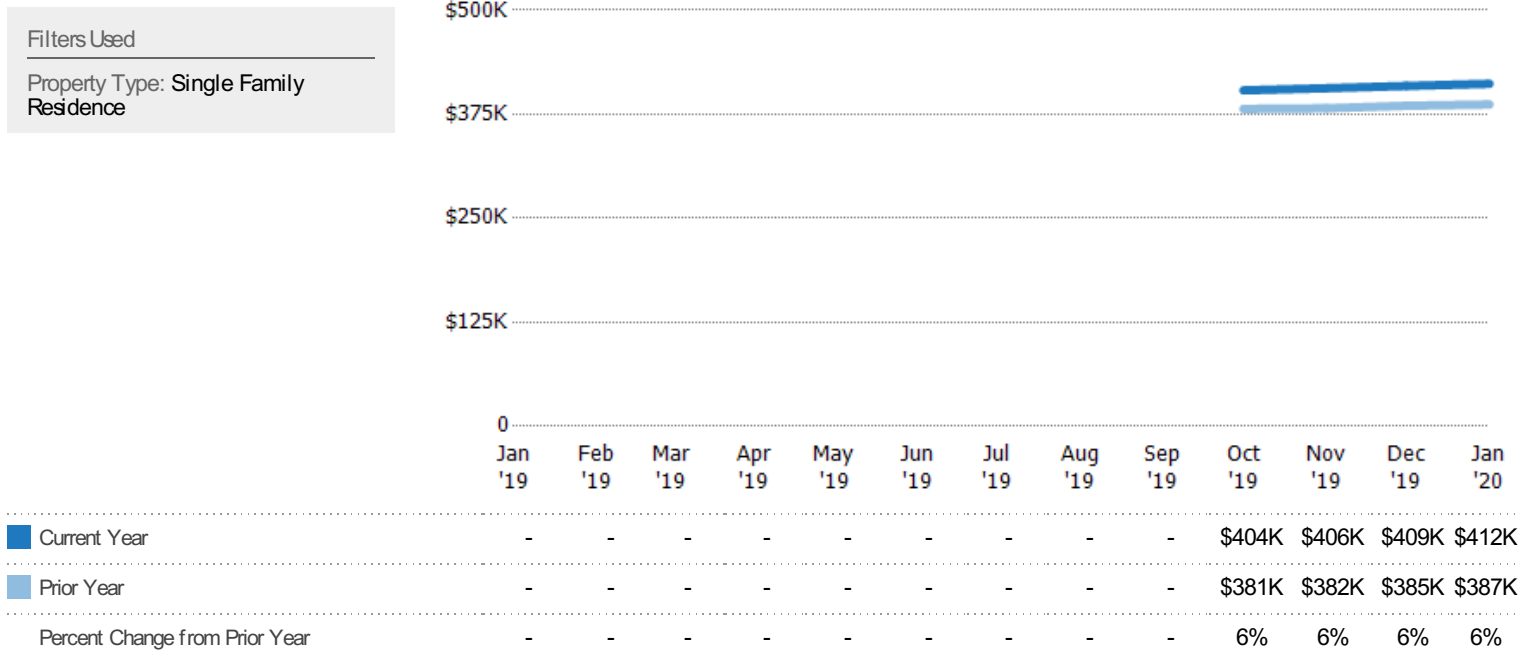 Filters Used
Property Type: Single Family
Residence
$500K
$375K
$250K
$125K
0
Jan Feb Mar Apr May Jun Jul Aug Sep Oct Nov Dec Jan
'19 '19 '19 '19 '19 '19 '19 '19 '19 '19 '19 '19 '20
Current Year - - - - - - - - - $404K $406K $409K $412K
Prior Year - - - - - - - - - $381K $382K $385K $387K
Percent Change from Prior Year - - - - - - - - - 6% 6% 6% 6%